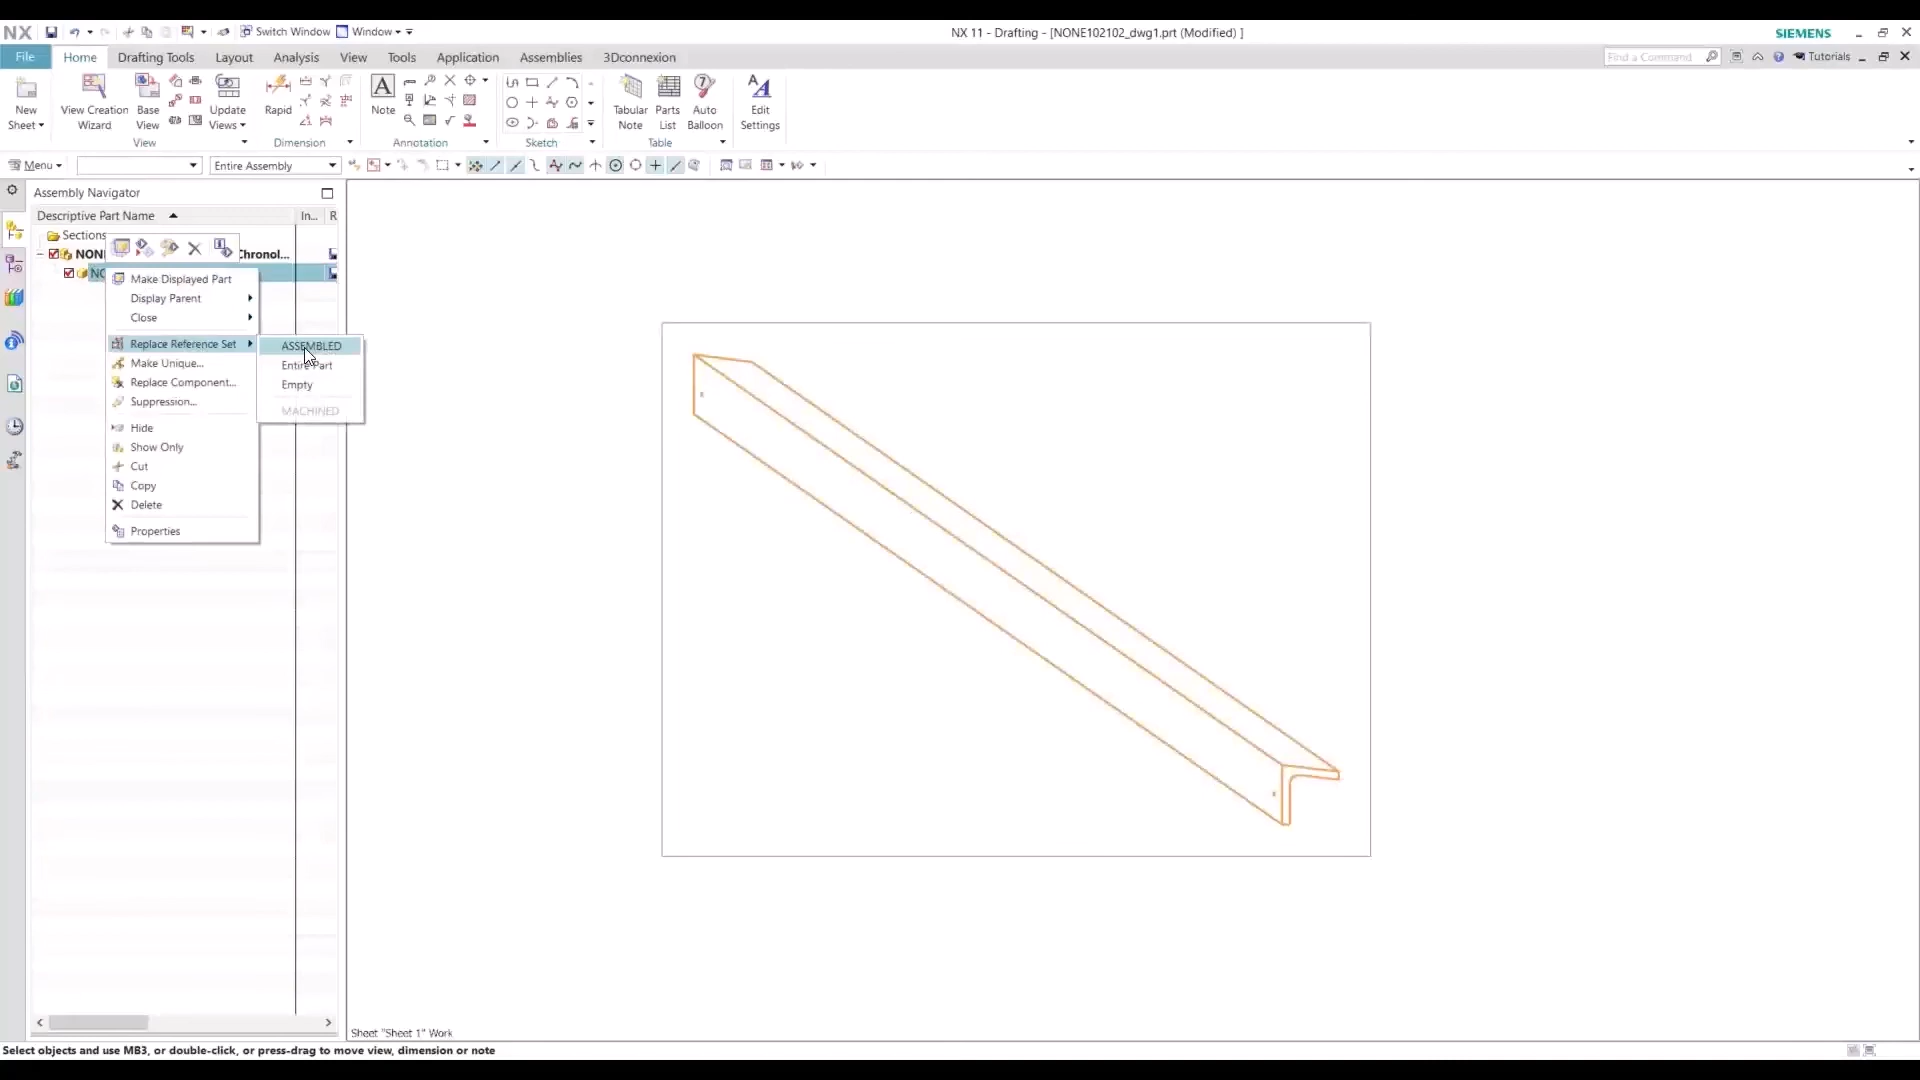 NX Switch Window Window NX 11 - Drafting - [NONE102102_dwg1.prt (Modified) ] SIEMENS
File Home Drafting Tools Layout Analysis View Tools Application Assemblies 3Dconnexion Find a Command Tutorials
New Sheet
View Creation Wizard
Base View
Update Views
Rapid
A Note
Tabular Note
Parts List
Auto Balloon
A Edit Settings
View Dimension Annotation Sketch Table
Menu Entire Assembly
Assembly Navigator
Descriptive Part Name In... R
Sections
NON Chronol...
NO
Make Displayed Part
Display Parent
Close
Replace Reference Set
Make Unique...
Replace Component...
Suppression...
Hide
Show Only
Cut
Copy
Delete
Properties
ASSEMBLED
Entire Part
Empty
MACHINED
Sheet "Sheet 1" Work
Select objects and use MB3, or double-click, or press-drag to move view, dimension or note